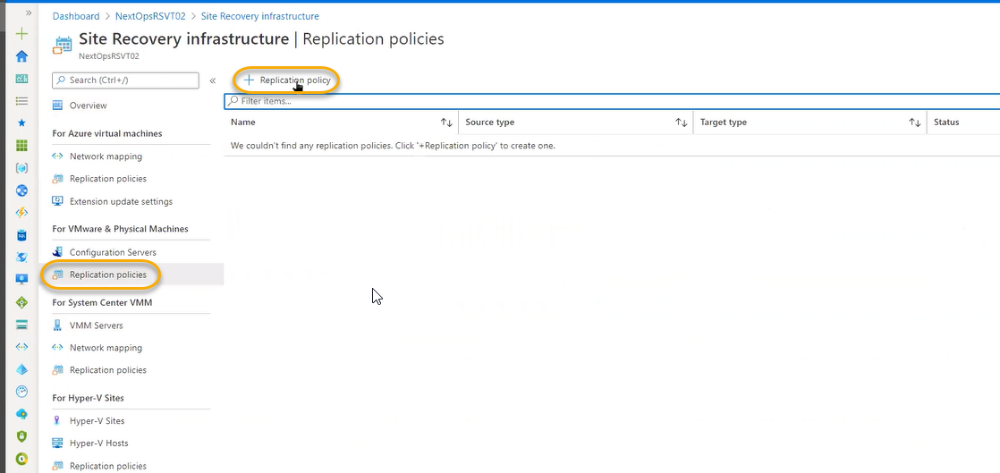 Dashboard > NextOpsRSVT02 > Site Recovery infrastructure
Site Recovery infrastructure | Replication policies
NextOpsRSVT02
Search (Ctrl+/)
«
+ Replication policy
Filter items...
Overview
Name
Source type
Target type
Status
We couldn't find any replication policies. Click '+Replication policy' to create one.
For Azure virtual machines
Network mapping
Replication policies
Extension update settings
For VMware & Physical Machines
Configuration Servers
Replication policies
For System Center VMM
VMM Servers
Network mapping
Replication policies
For Hyper-V Sites
Hyper-V Sites
Hyper-V Hosts
Replication policies